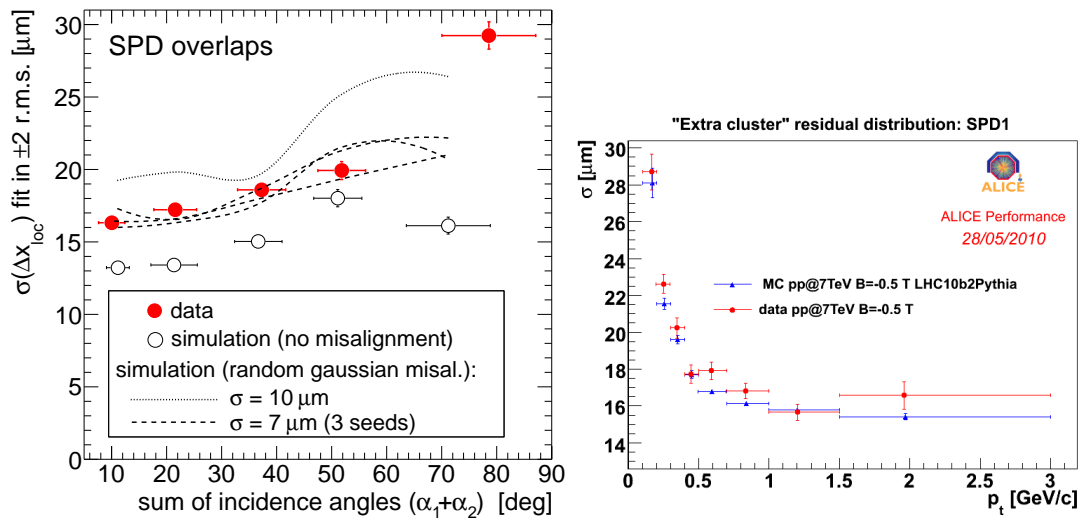 SPD overlaps
σ(Δx_loc) fit in ±2 r.m.s. [μm]
30
25
20
15
10
5
0
data
simulation (no misalignment)
simulation (random gaussian misal.):
σ = 10 μm
σ = 7 μm (3 seeds)
10 20 30 40 50 60 70 80 90
sum of incidence angles (α₁+α₂) [deg]
"Extra cluster" residual distribution: SPD1
σ [μm]
30
28
26
24
22
20
18
16
14
ALICE
ALICE Performance
28/05/2010
MC pp@7TeV B=-0.5 T LHC10b2Pythia
data pp@7TeV B=-0.5 T
0 0.5 1 1.5 2 2.5 3
p_t [GeV/c]